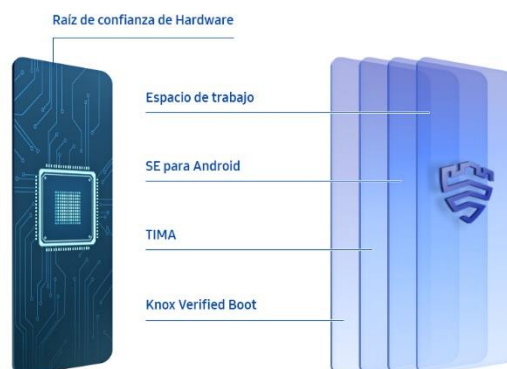 Raíz de confianza de Hardware
Espacio de trabajo
SE para Android
TIMA
Knox Verified Boot